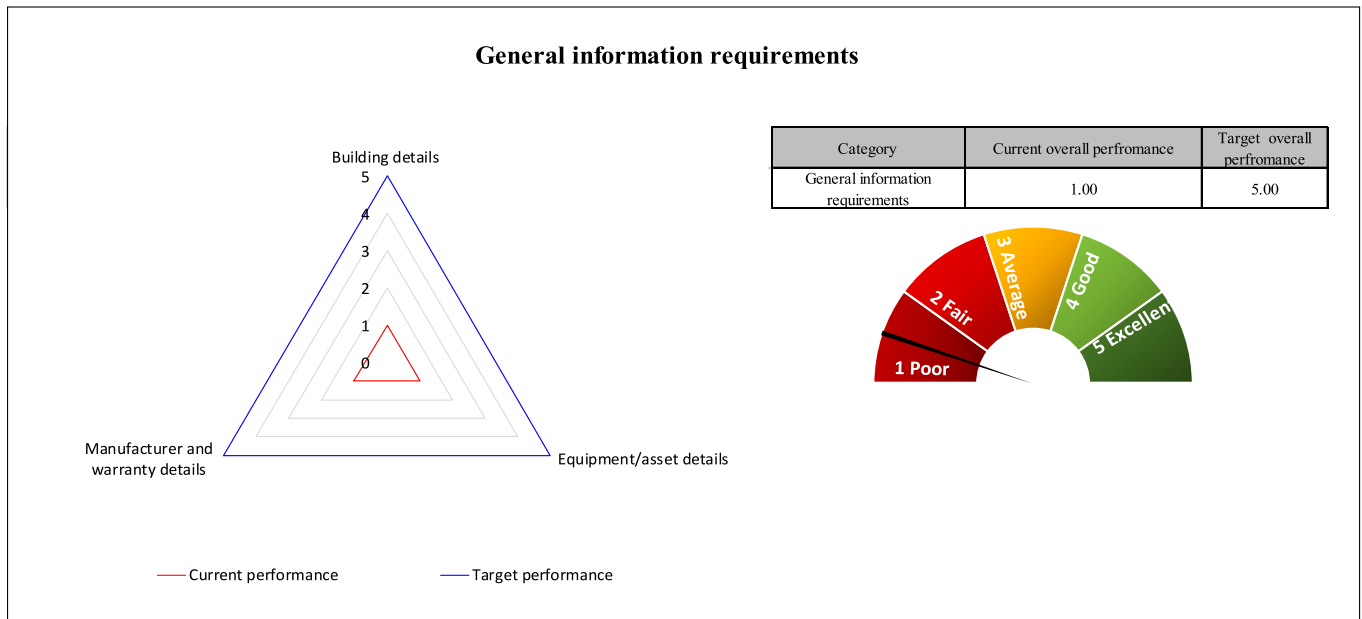 General information requirements
Building details
5
4
3
2
1
0
Manufacturer and
warranty details
Equipment/asset details
Current performance
Target performance
Category
Current overall perfromance
Target overall
perfromance
General information
requirements
1.00
5.00
1 Poor
2 Fair
3 Average
4 Good
5 Excellen